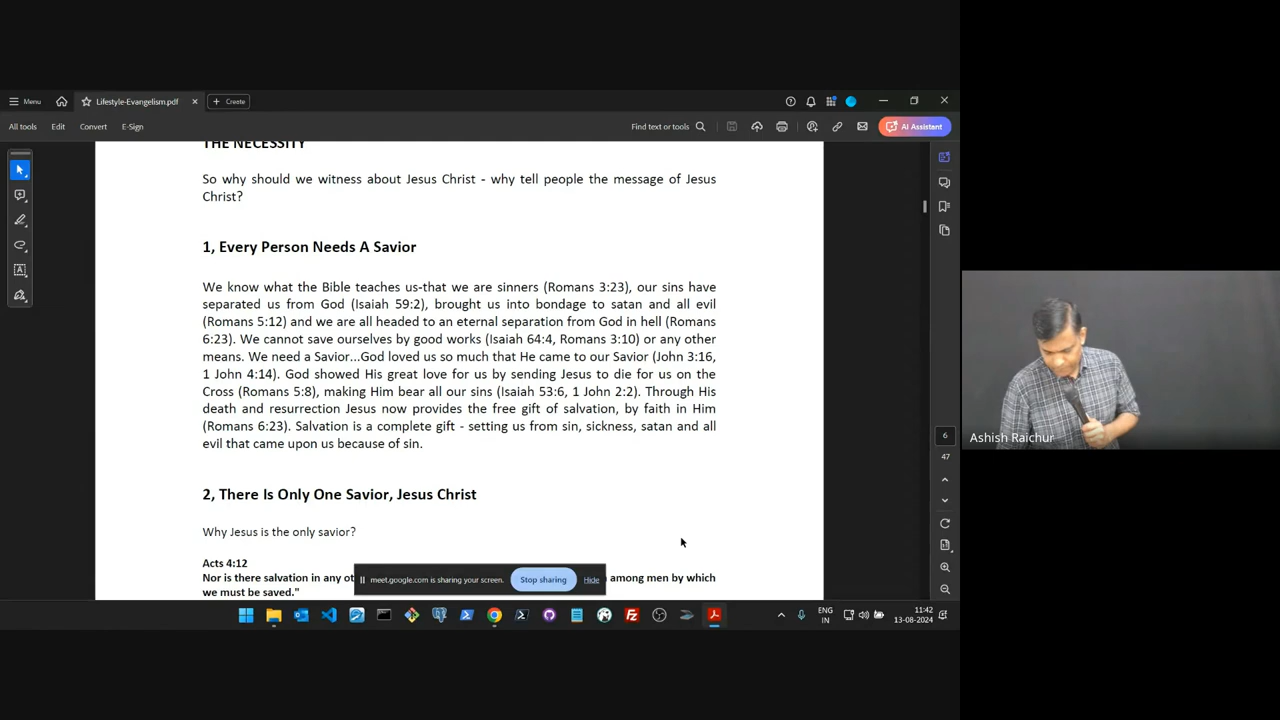 Menu
Lifestyle-Evangelism.pdf
Create
All tools
Edit
Convert
E-Sign
Find text or tools
AI Assistant
THE NECESSITY
So why should we witness about Jesus Christ - why tell people the message of Jesus
Christ?
1, Every Person Needs A Savior
We know what the Bible teaches us-that we are sinners (Romans 3:23), our sins have
separated us from God (Isaiah 59:2), brought us into bondage to satan and all evil
(Romans 5:12) and we are all headed to an eternal separation from God in hell (Romans
6:23). We cannot save ourselves by good works (Isaiah 64:4, Romans 3:10) or any other
means. We need a Savior...God loved us so much that He came to our Savior (John 3:16,
1 John 4:14). God showed His great love for us by sending Jesus to die for us on the
Cross (Romans 5:8), making Him bear all our sins (Isaiah 53:6, 1 John 2:2). Through His
death and resurrection Jesus now provides the free gift of salvation, by faith in Him
(Romans 6:23). Salvation is a complete gift - setting us from sin, sickness, satan and all
evil that came upon us because of sin.
2, There Is Only One Savior, Jesus Christ
Why Jesus is the only savior?
Acts 4:12
Nor is there salvation in any ot
among men by which
we must be saved."
meet.google.com is sharing your screen.
Stop sharing
Hide
6
47
Ashish Raichur
ENG
IN
11:42
13-08-2024